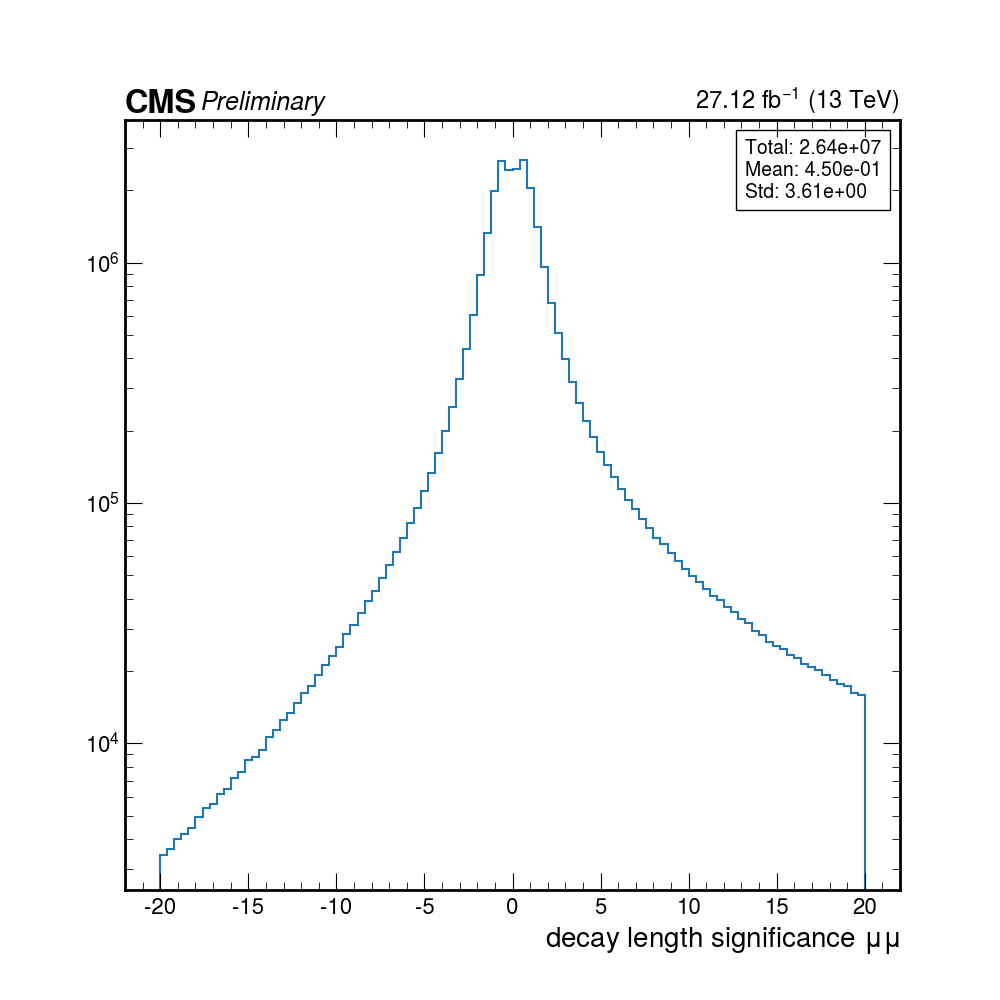 CMS Preliminary
27.12 fb⁻¹ (13 TeV)
Total: 2.64e+07
Mean: 4.50e-01
Std: 3.61e+00
10⁶
10⁵
10⁴
-20 -15 -10 -5 0 5 10 15 20
decay length significance μμ